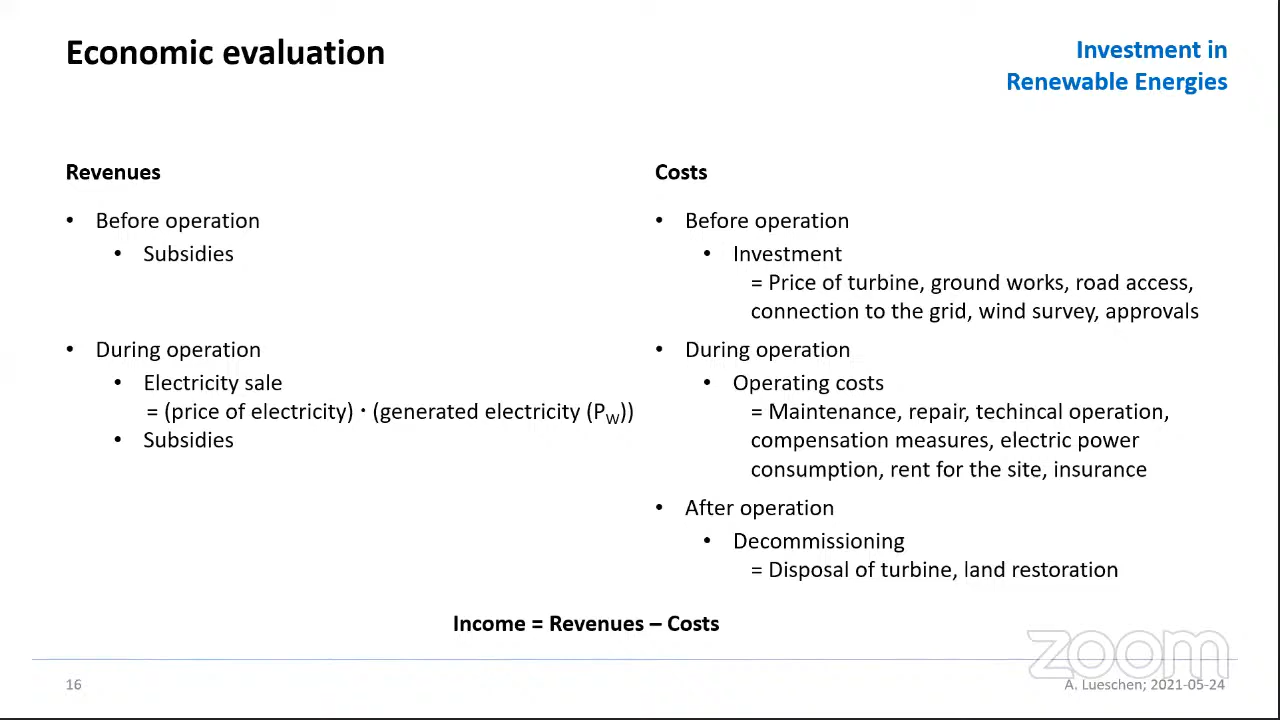 Economic evaluation
Investment in
Renewable Energies
Revenues
• Before operation
• Subsidies
• During operation
• Electricity sale
= (price of electricity) · (generated electricity (P_W))
• Subsidies
Costs
• Before operation
• Investment
= Price of turbine, ground works, road access,
connection to the grid, wind survey, approvals
• During operation
• Operating costs
= Maintenance, repair, techincal operation,
compensation measures, electric power
consumption, rent for the site, insurance
• After operation
• Decommissioning
= Disposal of turbine, land restoration
Income = Revenues – Costs
zoom
16
A. Lueschen; 2021-05-24